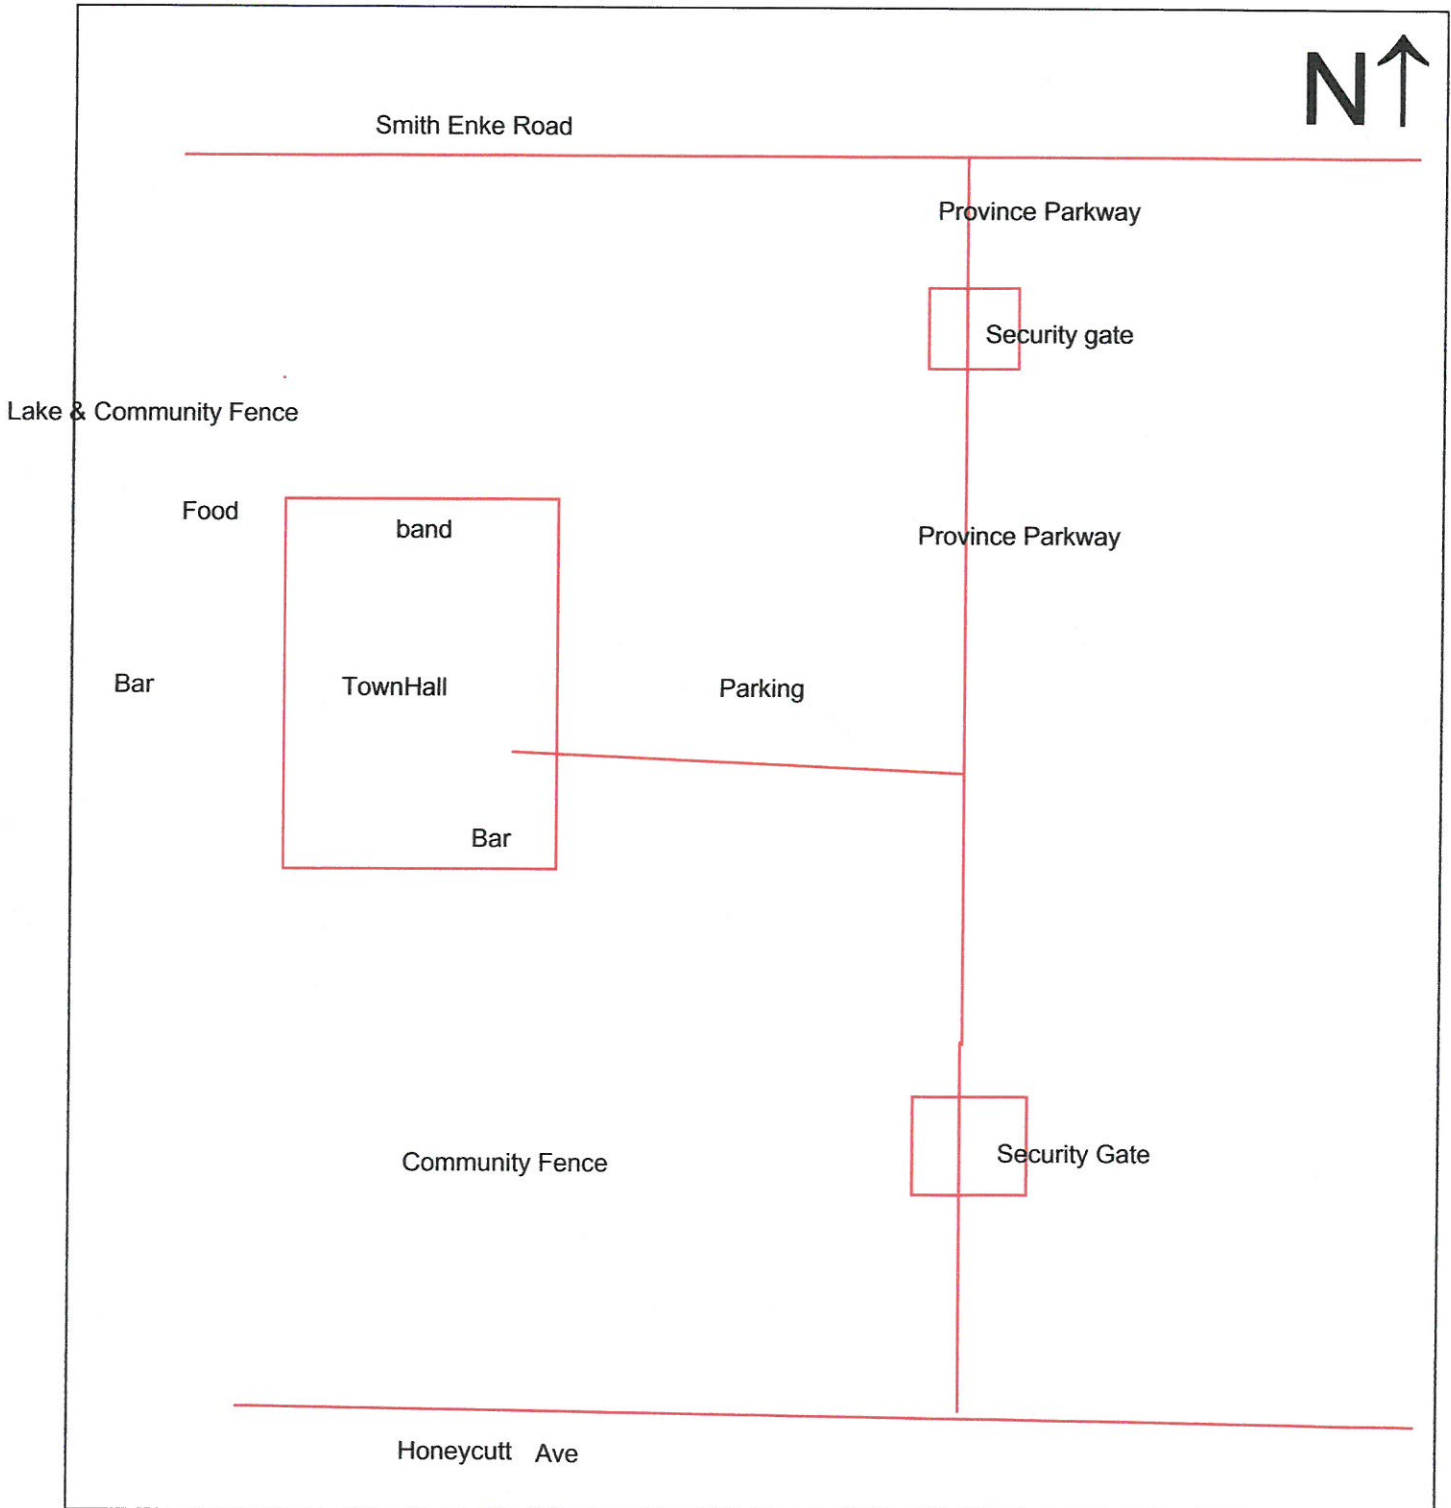 N
Smith Enke Road
Province Parkway
Security gate
Lake & Community Fence
Food
band
Province Parkway
Bar
TownHall
Parking
Bar
Community Fence
Security Gate
Honeycutt Ave